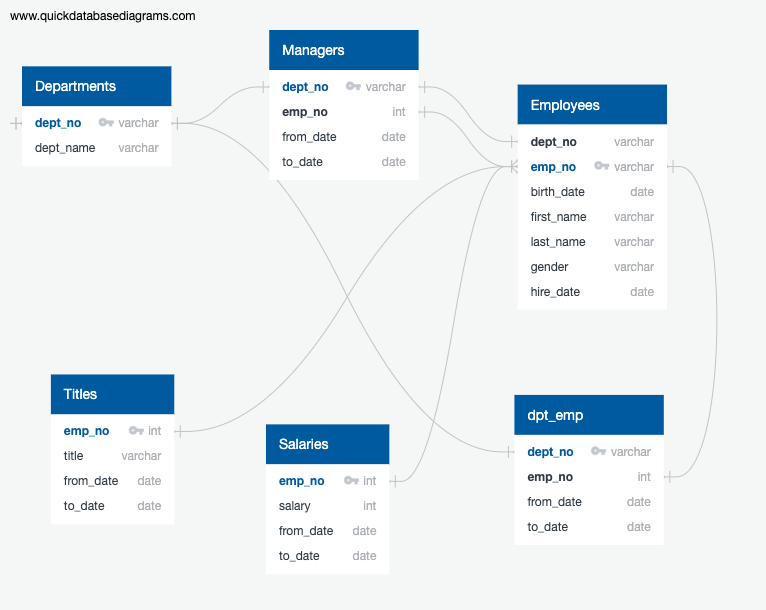 www.quickdatabasediagrams.com
Managers
dept_no varchar
emp_no int
from_date date
to_date date
Departments
dept_no varchar
dept_name varchar
Employees
dept_no varchar
emp_no varchar
birth_date date
first_name varchar
last_name varchar
gender varchar
hire_date date
Titles
emp_no int
title varchar
from_date date
to_date date
Salaries
emp_no int
salary int
from_date date
to_date date
dpt_emp
dept_no varchar
emp_no int
from_date date
to_date date